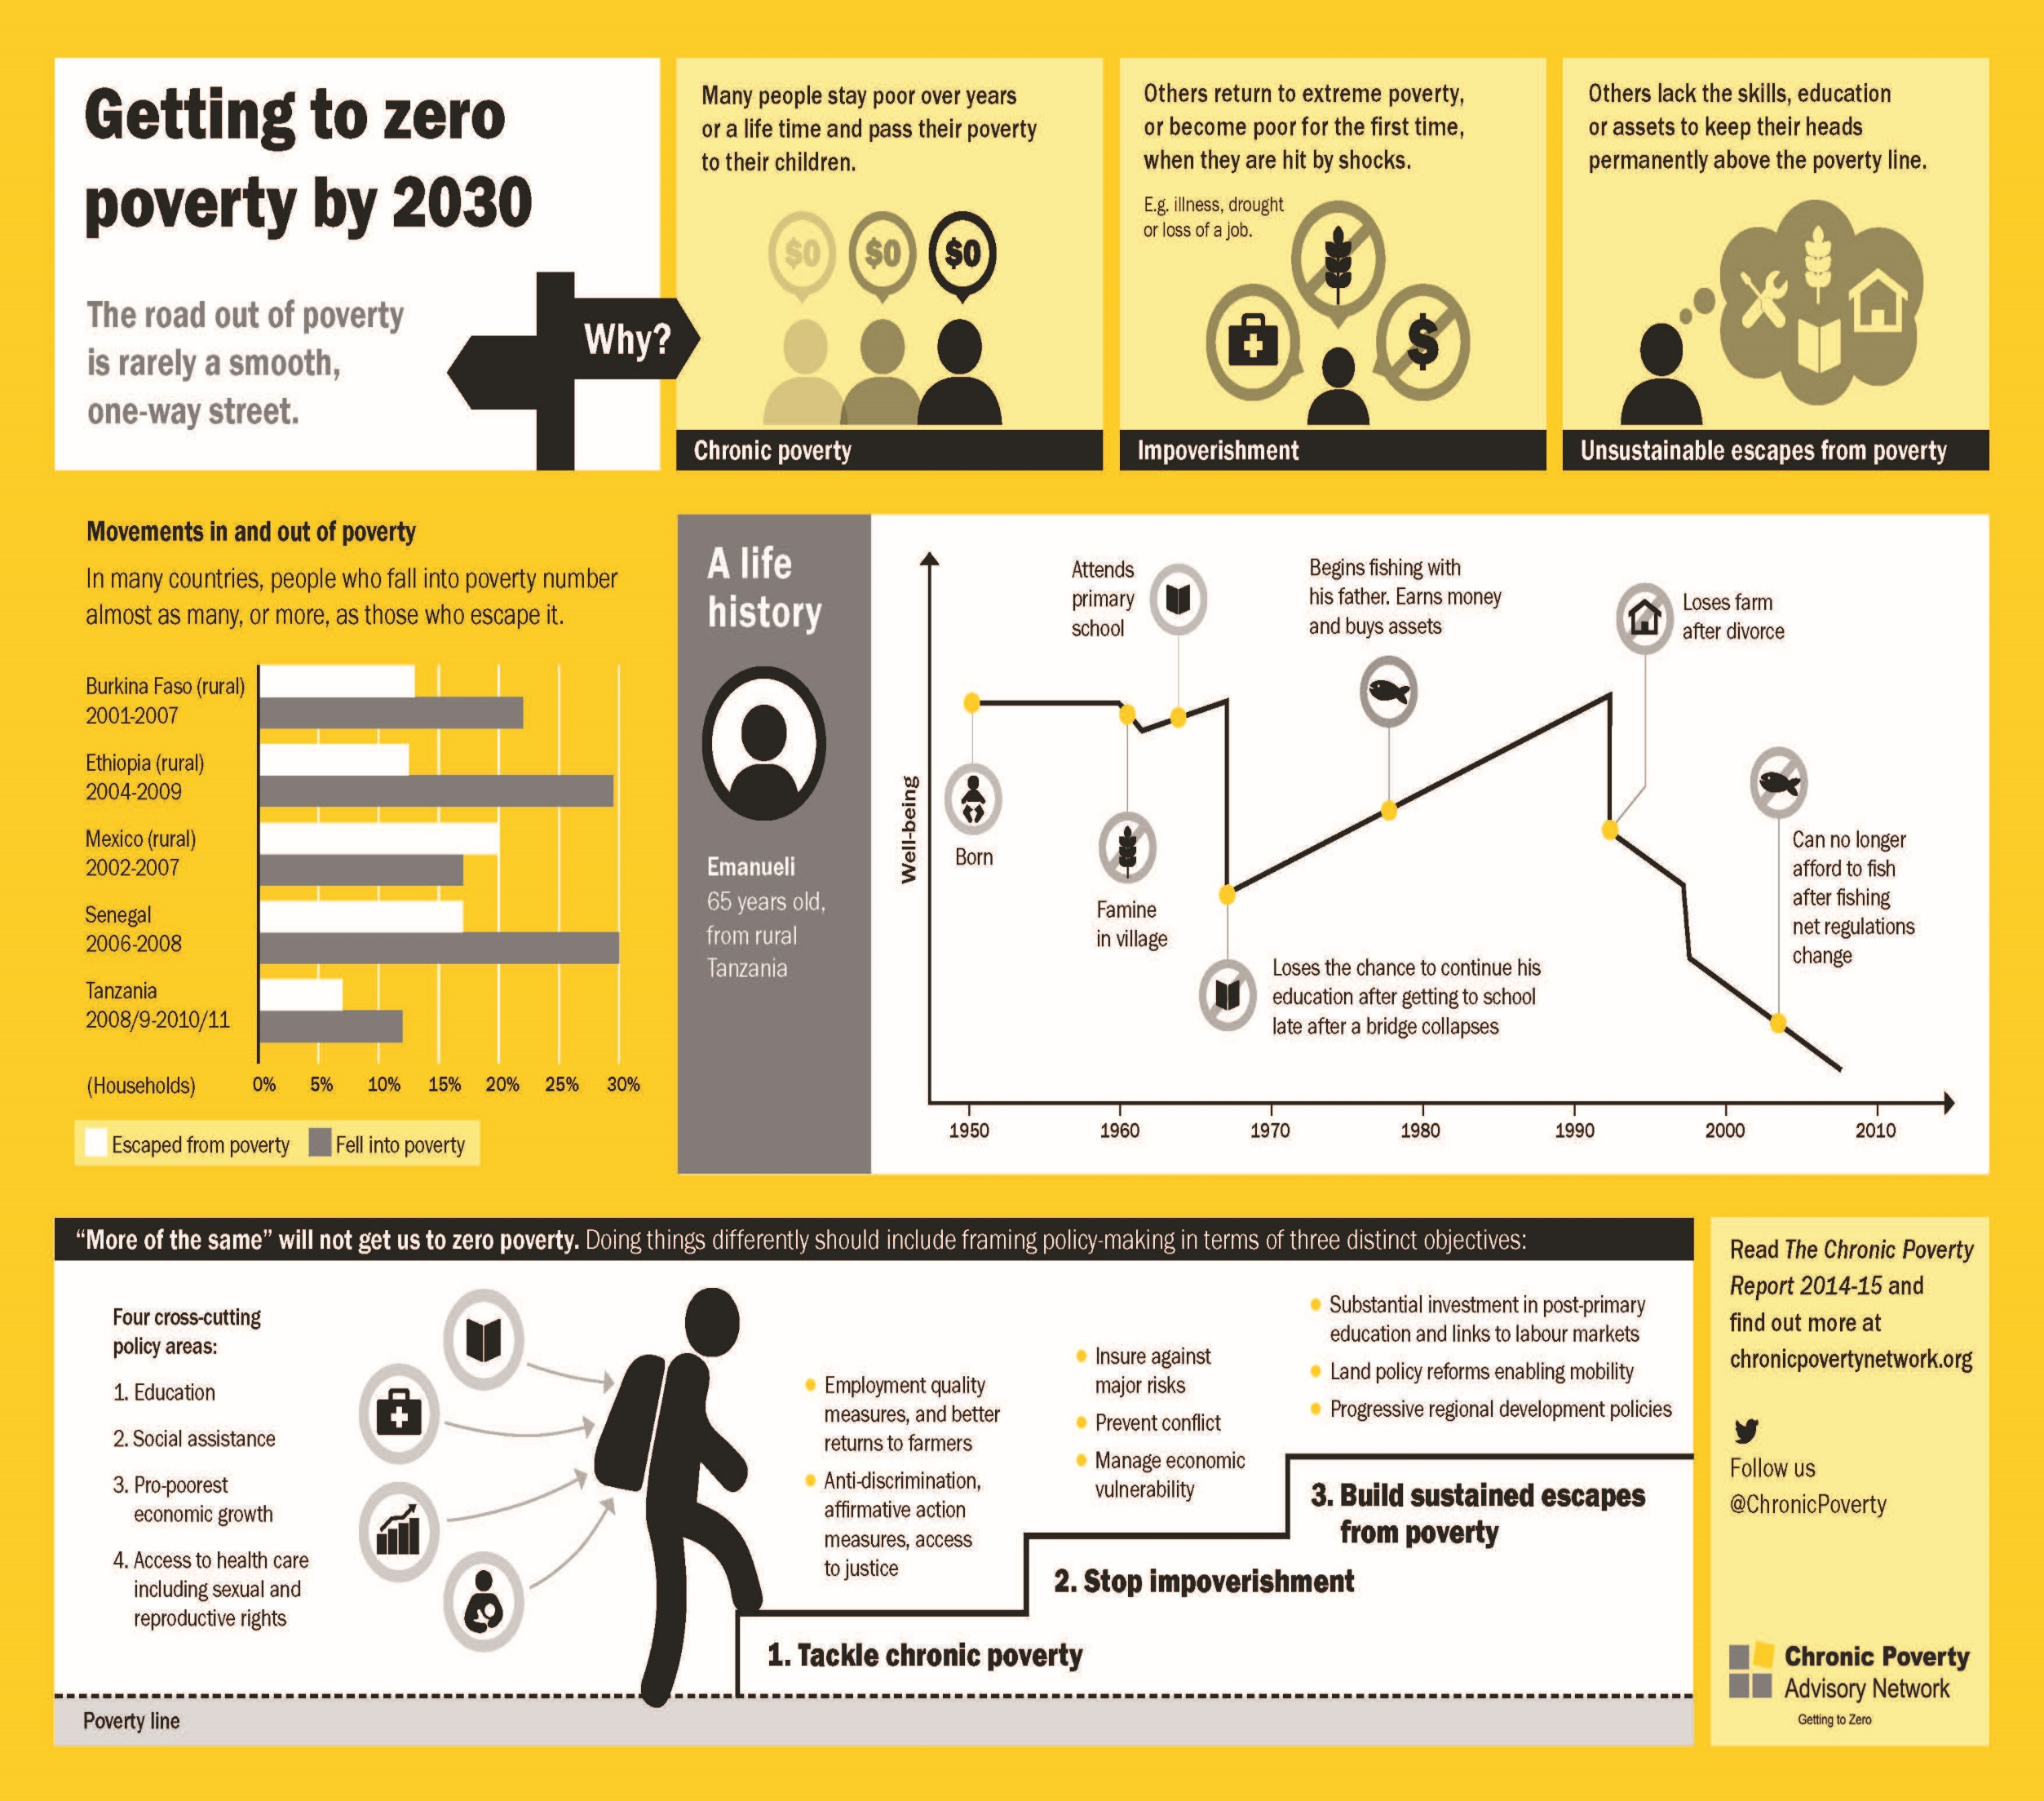 Getting to zero
poverty by 2030
The road out of poverty
is rarely a smooth,
one-way street.
Why?
Many people stay poor over years
or a life time and pass their poverty
to their children.
$0 $0 $0
Chronic poverty
Others return to extreme poverty,
or become poor for the first time,
when they are hit by shocks.
E.g. illness, drought
or loss of a job.
$
Impoverishment
Others lack the skills, education
or assets to keep their heads
permanently above the poverty line.
Unsustainable escapes from poverty
Movements in and out of poverty
In many countries, people who fall into poverty number
almost as many, or more, as those who escape it.
Burkina Faso (rural)
2001-2007
Ethiopia (rural)
2004-2009
Mexico (rural)
2002-2007
Senegal
2006-2008
Tanzania
2008/9-2010/11
(Households) 0% 5% 10% 15% 20% 25% 30%
Escaped from poverty Fell into poverty
A life
history
Emanueli
65 years old,
from rural
Tanzania
Well-being
Born
Famine
in village
Attends
primary
school
Loses the chance to continue his
education after getting to school
late after a bridge collapses
Begins fishing with
his father. Earns money
and buys assets
Loses farm
after divorce
Can no longer
afford to fish
after fishing
net regulations
change
1950 1960 1970 1980 1990 2000 2010
“More of the same” will not get us to zero poverty. Doing things differently should include framing policy-making in terms of three distinct objectives:
Four cross-cutting
policy areas:
1. Education
2. Social assistance
3. Pro-poorest
economic growth
4. Access to health care
including sexual and
reproductive rights
Employment quality
measures, and better
returns to farmers
Anti-discrimination,
affirmative action
measures, access
to justice
1. Tackle chronic poverty
Insure against
major risks
Prevent conflict
Manage economic
vulnerability
2. Stop impoverishment
Substantial investment in post-primary
education and links to labour markets
Land policy reforms enabling mobility
Progressive regional development policies
3. Build sustained escapes
from poverty
Poverty line
Read The Chronic Poverty
Report 2014-15 and
find out more at
chronicpovertynetwork.org
Follow us
@ChronicPoverty
Chronic Poverty
Advisory Network
Getting to Zero